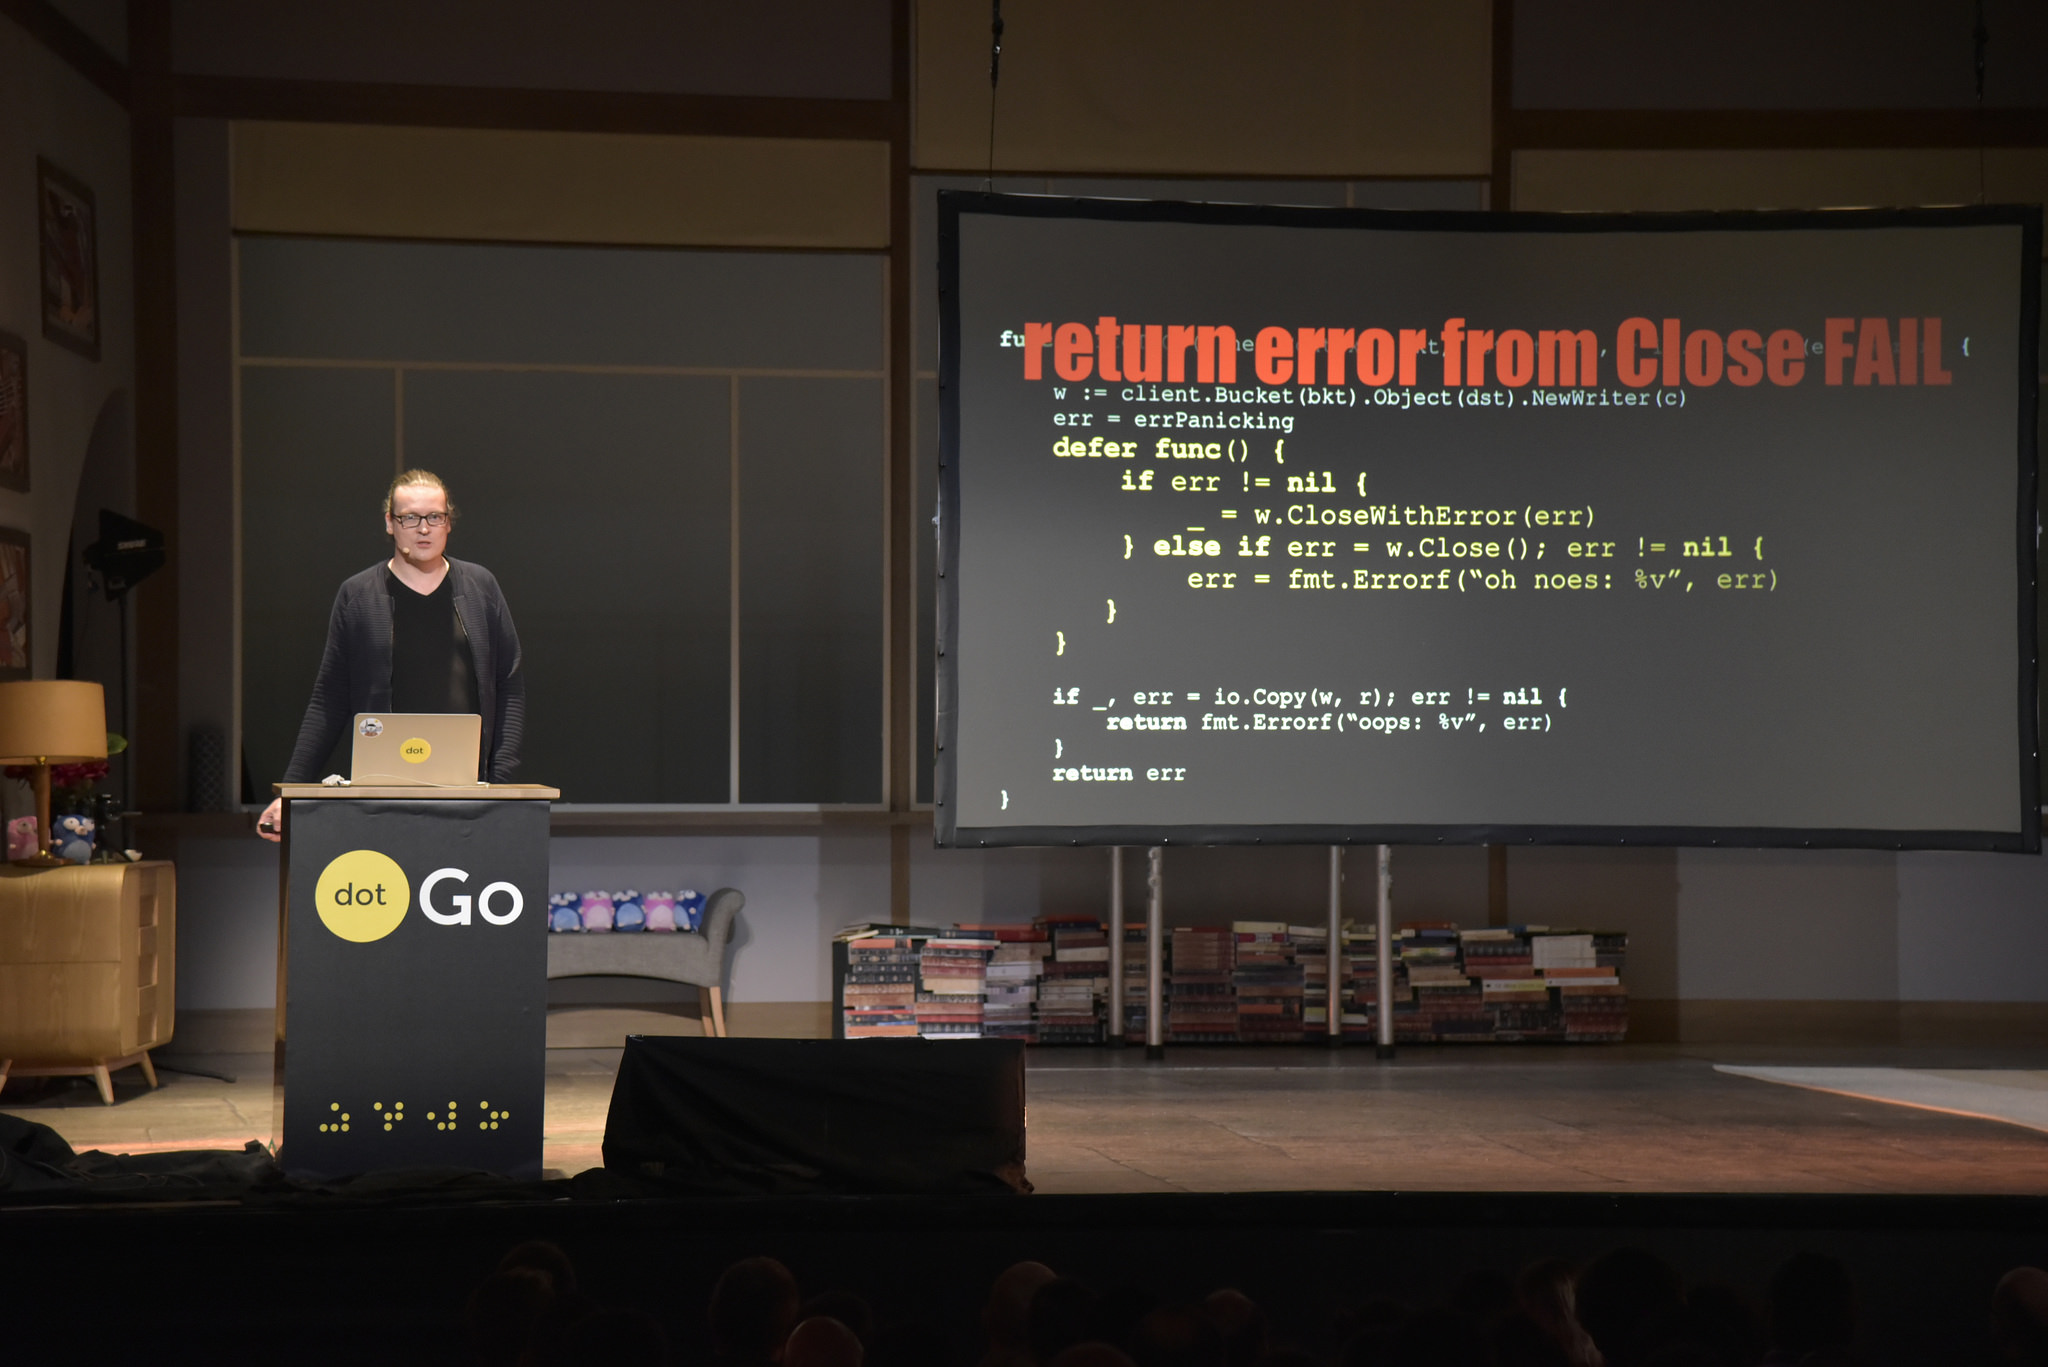 return error from Close FAIL
fu {
w := client.Bucket(bkt).Object(dst).NewWriter(c)
err = errPanicking
defer func() {
if err != nil {
_ = w.CloseWithError(err)
} else if err = w.Close(); err != nil {
err = fmt.Errorf(“oh noes: %v”, err)
}
}
if _, err = io.Copy(w, r); err != nil {
return fmt.Errorf(“oops: %v”, err)
}
return err
}
dot
dot Go
SHURE